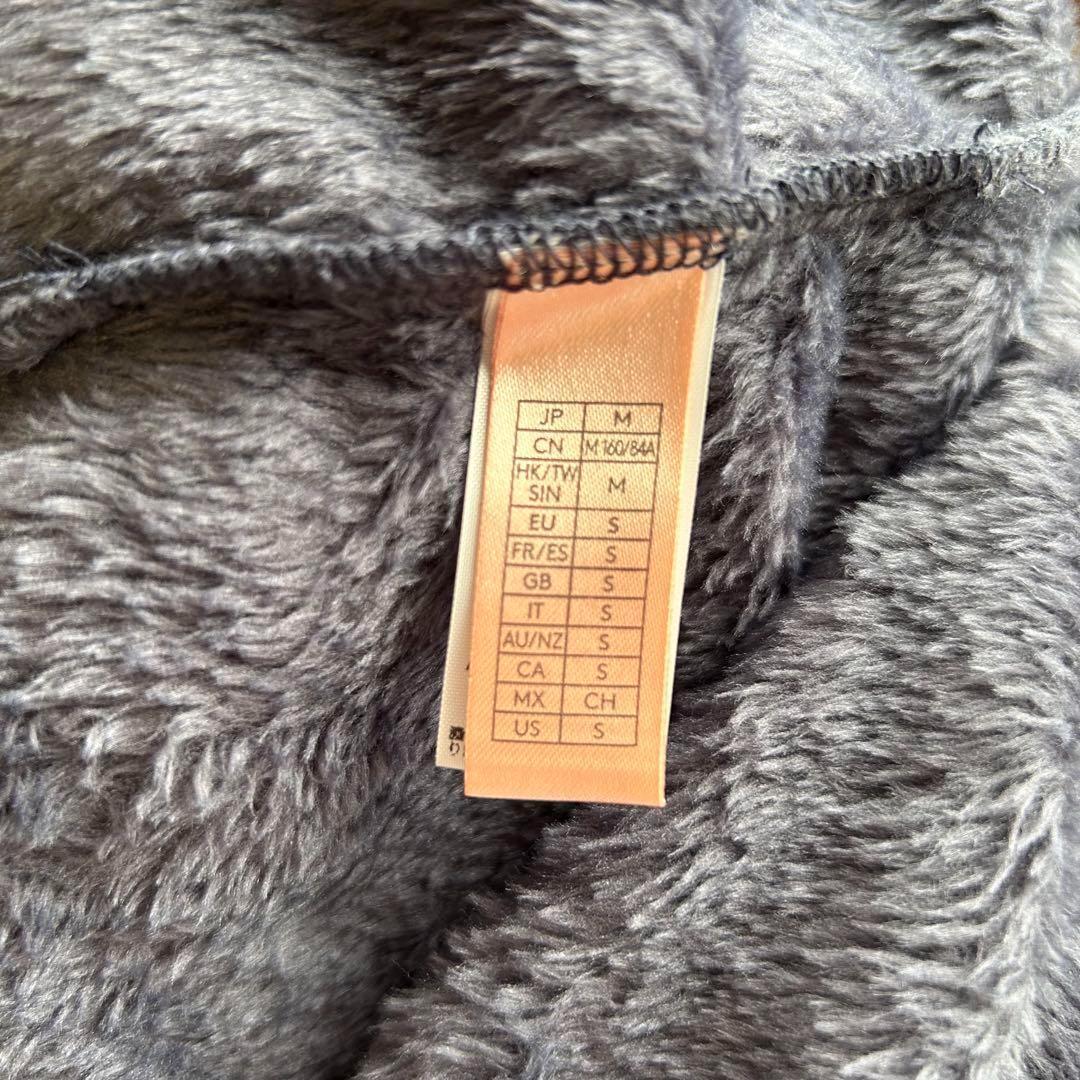 JP M
CN M 160/84A
HK/TW SIN M
EU S
FR/ES S
GB S
IT S
AU/NZ S
CA S
MX CH
US S